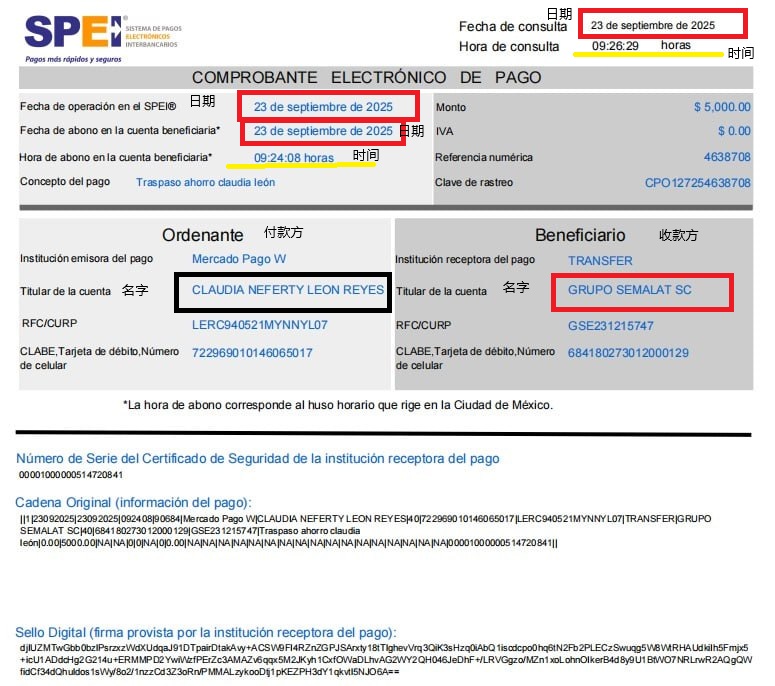 SPEI®
SISTEMA DE PAGOS
ELECTRÓNICOS
INTERBANCARIOS
Pagos más rápidos y seguros
日期
Fecha de consulta 23 de septiembre de 2025
Hora de consulta 09:26:29 horas 时间
COMPROBANTE ELECTRÓNICO DE PAGO
Fecha de operación en el SPEI® 日期 23 de septiembre de 2025
Fecha de abono en la cuenta beneficiaria* 23 de septiembre de 2025 日期
Hora de abono en la cuenta beneficiaria* 09:24:08 horas 时间
Concepto del pago Traspaso ahorro claudia león
Monto $ 5,000.00
IVA $ 0.00
Referencia numérica 4638708
Clave de rastreo CPO127254638708
Ordenante 付款方
Institución emisora del pago Mercado Pago W
Titular de la cuenta 名字 CLAUDIA NEFERTY LEON REYES
RFC/CURP LERC940521MYNNYL07
CLABE,Tarjeta de débito,Número 722969010146065017
de celular
Beneficiario 收款方
Institución receptora del pago TRANSFER
Titular de la cuenta 名字 GRUPO SEMALAT SC
RFC/CURP GSE231215747
CLABE,Tarjeta de débito,Número 684180273012000129
de celular
*La hora de abono corresponde al huso horario que rige en la Ciudad de México.
Número de Serie del Certificado de Seguridad de la institución receptora del pago
00001000000514720841
Cadena Original (información del pago):
||1|23092025|23092025|092408|90684|Mercado Pago W|CLAUDIA NEFERTY LEON REYES|40|722969010146065017|LERC940521MYNNYL07|TRANSFER|GRUPO
SEMALAT SC|40|684180273012000129|GSE231215747|Traspaso ahorro claudia
león|0.00|5000.00|NA|NA|0|0|NA|0|0.00|NA|NA|NA|NA|NA|NA|NA|NA|NA|NA|NA|NA|NA|NA|NA|NA|00001000000514720841||
Sello Digital (firma provista por la institución receptora del pago):